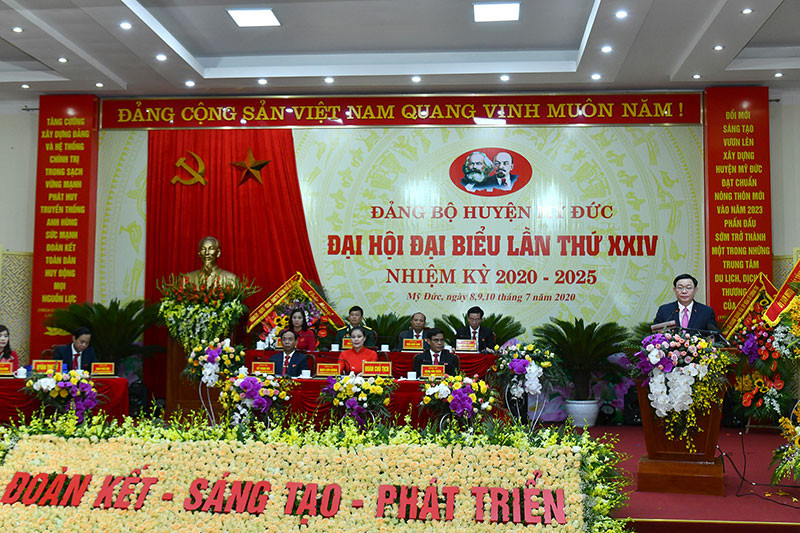 ĐẢNG CỘNG SẢN VIỆT NAM QUANG VINH MUÔN NĂM !
TĂNG CƯỜNG
XÂY DỰNG ĐẢNG
VÀ HỆ THỐNG
CHÍNH TRỊ
TRONG SẠCH
VỮNG MẠNH
PHÁT HUY
TRUYỀN THỐNG
ANH HÙNG
SỨC MẠNH
ĐOÀN KẾT
TOÀN DÂN
HUY ĐỘNG
MỌI
NGUỒN LỰC
ĐẢNG BỘ HUYỆN MỸ ĐỨC
ĐẠI HỘI ĐẠI BIỂU LẦN THỨ XXIV
NHIỆM KỲ 2020 - 2025
Mỹ Đức, ngày 8,9,10 tháng 7 năm 2020
ĐỔI MỚI
SÁNG TẠO
VƯƠN LÊN
XÂY DỰNG
HUYỆN MỸ ĐỨC
ĐẠT CHUẨN
NÔNG THÔN MỚI
VÀO NĂM 2023
PHẤN ĐẤU
SỚM TRỞ THÀNH
MỘT TRONG NHỮNG
TRUNG TÂM
DU LỊCH, DỊCH
THƯƠNG
ĐOÀN CHỦ TỊCH
ĐOÀN KẾT - SÁNG TẠO - PHÁT TRIỂN